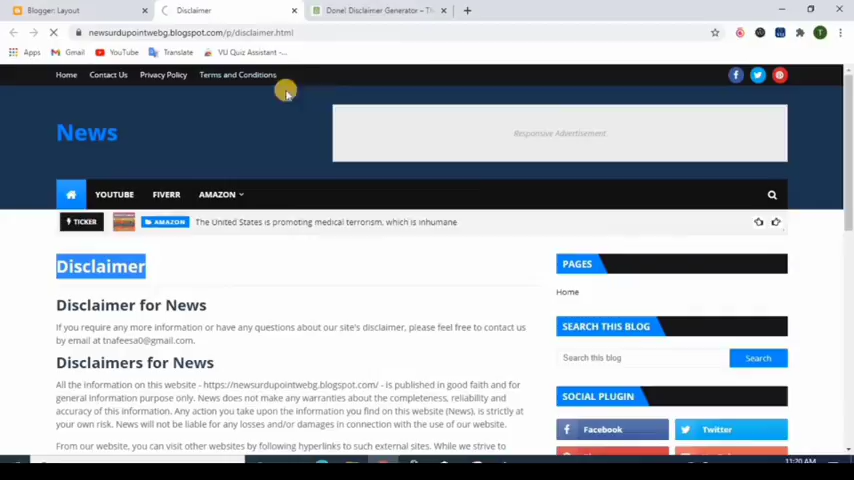 Blogger: Layout
Disclaimer
Done! Disclaimer Generator – Th
newsurdupointwebg.blogspot.com/p/disclaimer.html
T
Apps
Gmail
YouTube
Translate
VU Quiz Assistant -...
Home
Contact Us
Privacy Policy
Terms and Conditions
News
Responsive Advertisement
YOUTUBE
FIVERR
AMAZON
TICKER
AMAZON
The United States is promoting medical terrorism, which is inhumane
Disclaimer
Disclaimer for News
If you require any more information or have any questions about our site's disclaimer, please feel free to contact us
by email at tnafeesa0@gmail.com.
Disclaimers for News
All the information on this website - https://newsurdupointwebg.blogspot.com/ - is published in good faith and for
general information purpose only. News does not make any warranties about the completeness, reliability and
accuracy of this information. Any action you take upon the information you find on this website (News), is strictly at
your own risk. News will not be liable for any losses and/or damages in connection with the use of our website.
From our website, you can visit other websites by following hyperlinks to such external sites. While we strive to
PAGES
Home
SEARCH THIS BLOG
Search this blog
Search
SOCIAL PLUGIN
Facebook
Twitter
11:20 AM